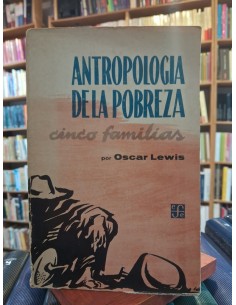 ANTROPOLOGIA
DE LA POBREZA
cinco familias
por Oscar Lewis